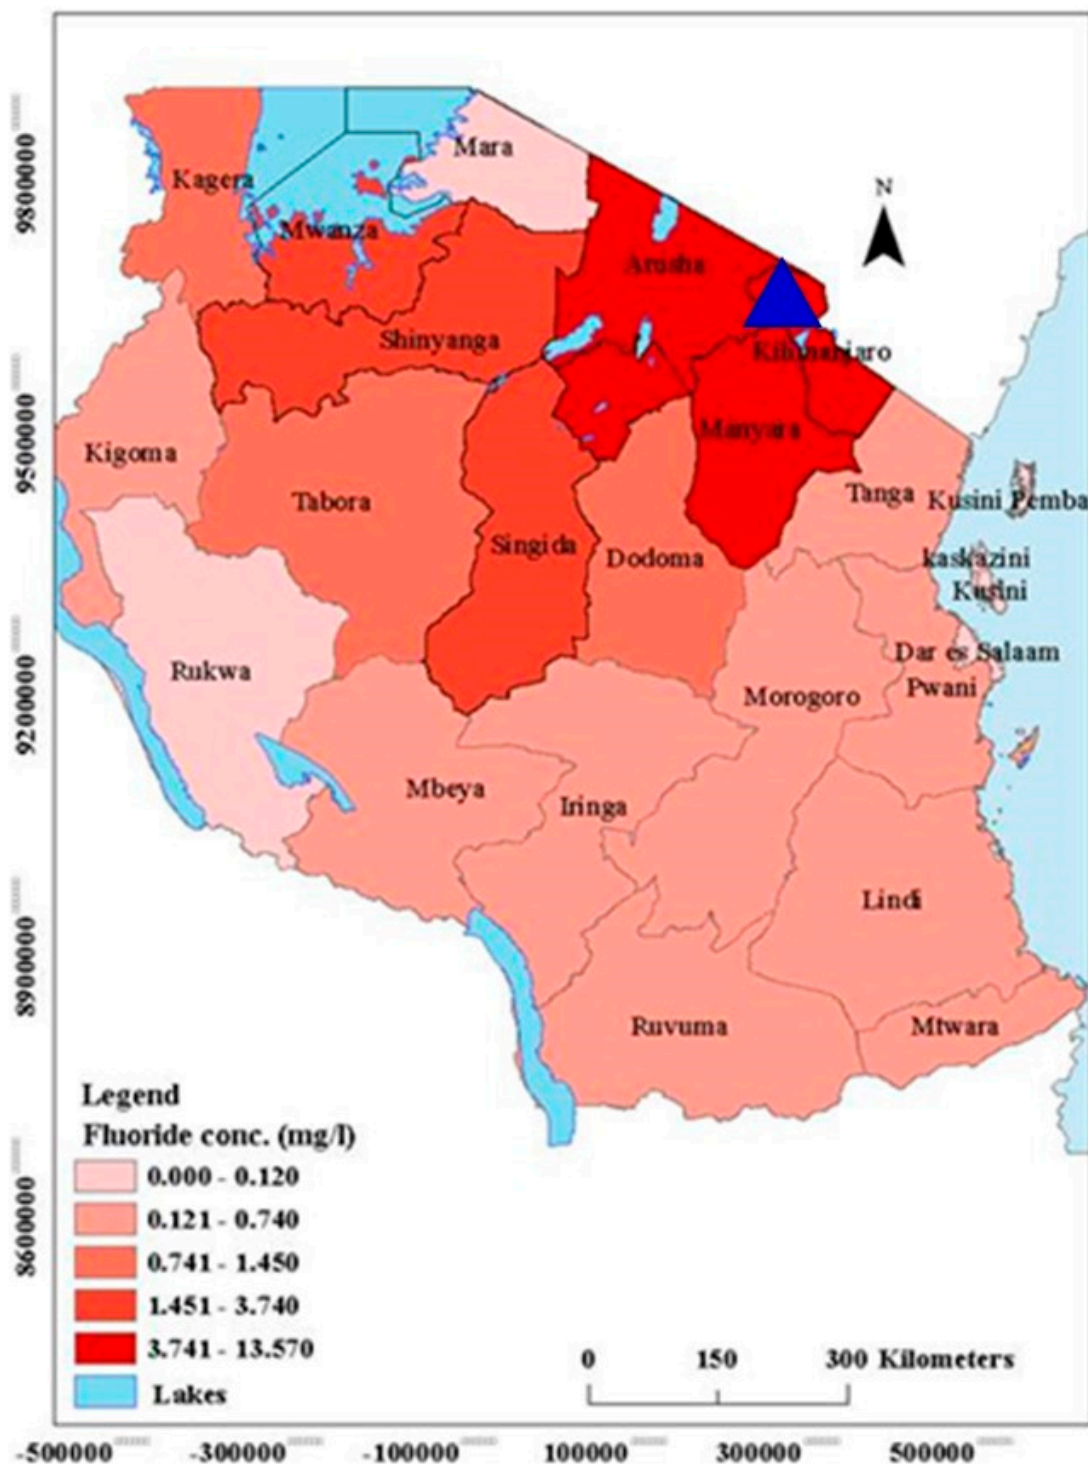 N
Mara
Kagera
Mwanza
Arusha
Shinyanga
Kilimanjaro
Manyara
Kigoma
Tabora
Tanga
Kusini Pemba
Singida
Dodoma
kaskazini
Kusini
Dar es Salaam
Rukwa
Pwani
Morogoro
Mbeya
Iringa
Lindi
Ruvuma
Mtwara
9800000
9500000
9200000
8900000
8600000
Legend
Fluoride conc. (mg/l)
0.000 - 0.120
0.121 - 0.740
0.741 - 1.450
1.451 - 3.740
3.741 - 13.570
Lakes
0 150 300 Kilometers
-500000 -300000 -100000 100000 300000 500000